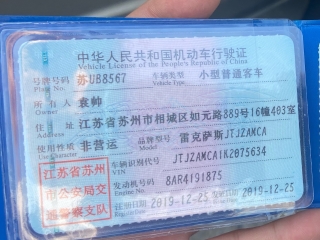 中华人民共和国机动车行驶证
Vehicle License of the People's Republic of China
号牌号码 苏UB8567 车辆类型 小型普通客车
Plate No. Vehicle Type
所有人 袁帅
Owner
住址 江苏省苏州市相城区如元路889号16幢403室
Address
使用性质 非营运 品牌型号 雷克萨斯JTJZAMCA
Use Character Model
车辆识别代号 JTJZAMCA1K2075634
VIN
江苏省苏州市公安局交通警察支队
发动机号码 8AR4191875
Engine No.
注册日期 2019-12-25 发证日期 2019-12-25
Register Date Issue Date